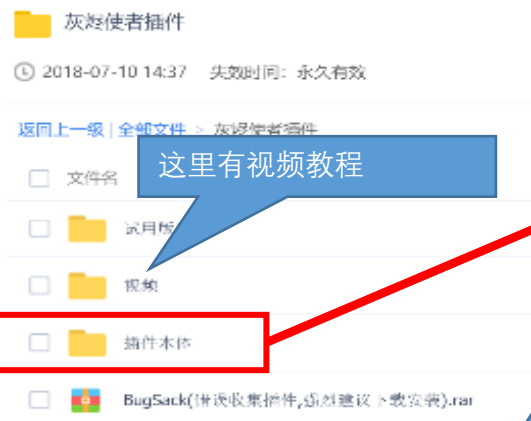 灰烬使者插件
2018-07-10 14:37 失效时间：永久有效
返回上一级 | 全部文件 > 灰烬使者插件
这里有视频教程
文件名
试用版
视频
插件本体
BugSack(错误收集插件,强烈建议下载安装).rar